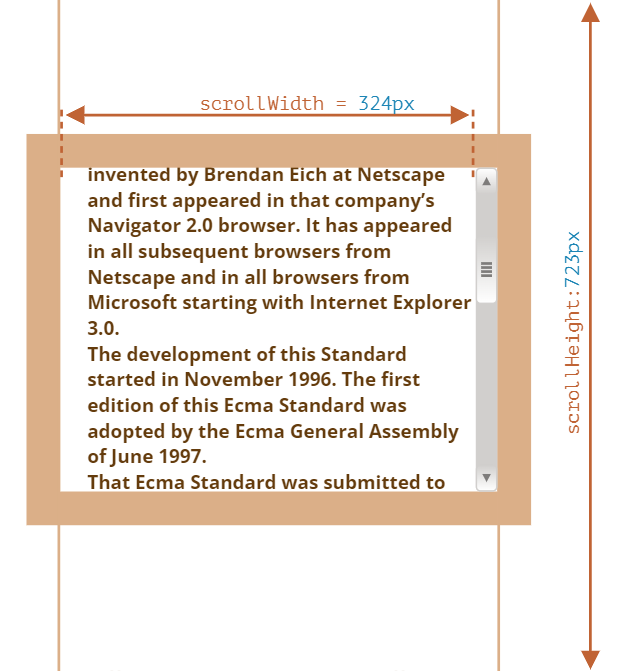 scrollWidth = 324px
invented by Brendan Eich at Netscape
and first appeared in that company’s
Navigator 2.0 browser. It has appeared
in all subsequent browsers from
Netscape and in all browsers from
Microsoft starting with Internet Explorer
3.0.
The development of this Standard
started in November 1996. The first
edition of this Ecma Standard was
adopted by the Ecma General Assembly
of June 1997.
That Ecma Standard was submitted to
scrollHeight:723px